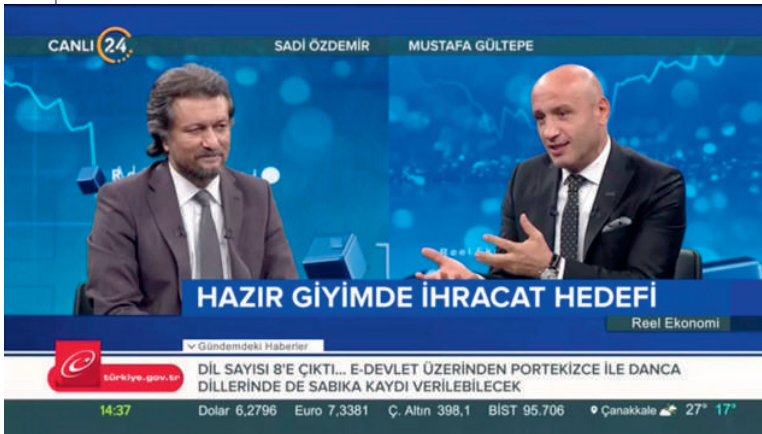 CANLI 24
SADİ ÖZDEMİR
MUSTAFA GÜLTEPE
HAZIR GİYİMDE İHRACAT HEDEFİ
Reel Ekonomi
Gündemdeki Haberler
türkiye.gov.tr
DİL SAYISI 8'E ÇIKTI... E-DEVLET ÜZERİNDEN PORTEKİZCE İLE DANCA
DİLLERİNDE DE SABIKA KAYDI VERİLEBİLECEK
14:37 Dolar 6,2796 Euro 7,3381 Ç. Altın 398,1 BİST 95.706 Çanakkale 27° 17°